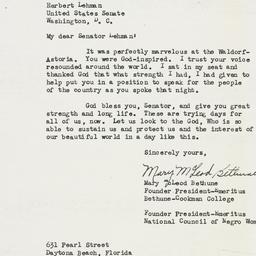 Herbert Lehman
United States Senate
Washington, D. C.
My dear Senator Lehman:
It was perfectly marvelous at the Waldorf-
Astoria. You were God-inspired. I trust your voice
resounded around the world. I sat in my seat and
thanked God that what strength I had, I had given to
help put you in a position to speak for the people
of the country as you spoke that night.
God bless you, Senator, and give you great
strength and long life. These are trying days for
all of us, now. Let us look to the God, Who is so
able to sustain us and protect us and the interest of
our beautiful world in a day like this.
Sincerely yours,
Mary McLeod Bethune
Mary McLeod Bethune
Founder President-Emeritus
Bethune-Cookman College
Founder President-Emeritus
National Council of Negro Wom
631 Pearl Street
Daytona Beach, Florida